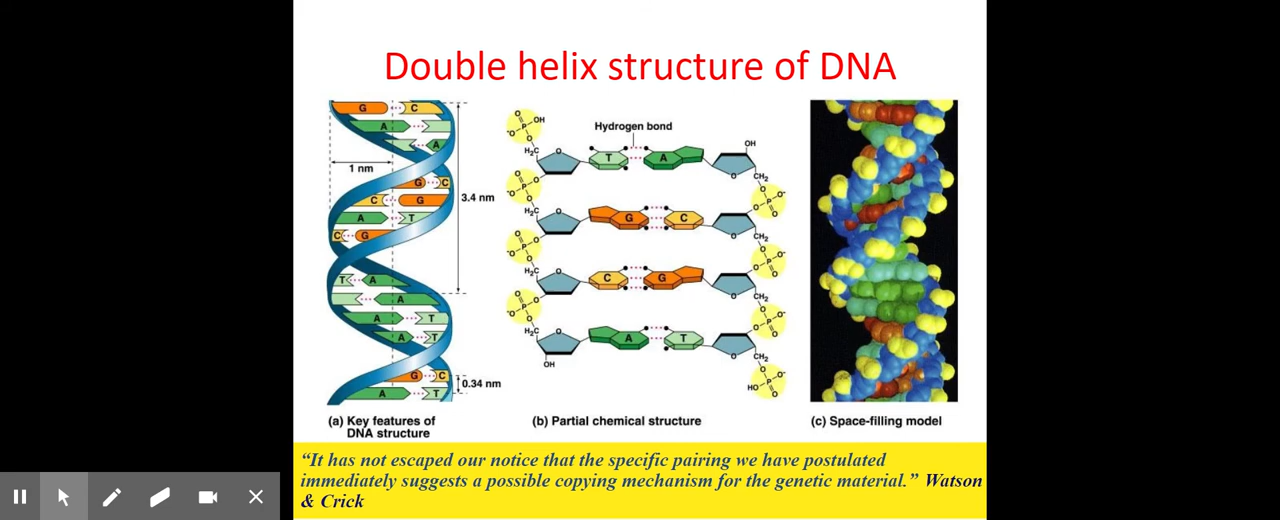 Double helix structure of DNA
G C
A
A
1 nm
G C
C G
A T
C G
T A
A
A T
A T
G C
A T
3.4 nm
0.34 nm
(a) Key features of
DNA structure
Hydrogen bond
O
⁻O P OH
O
H₂C O
T A
OH
O
CH₂
O
⁻O P O
O
H₂C O
G C
O
O P O⁻
O
CH₂
O
⁻O P O
O
H₂C O
C G
O
O P O⁻
O
CH₂
O
⁻O P O
O
H₂C O
OH
A T
O
O P O⁻
O
CH₂
O
HO P O⁻
O
(b) Partial chemical structure
(c) Space-filling model
“It has not escaped our notice that the specific pairing we have postulated
immediately suggests a possible copying mechanism for the genetic material.” Watson
& Crick